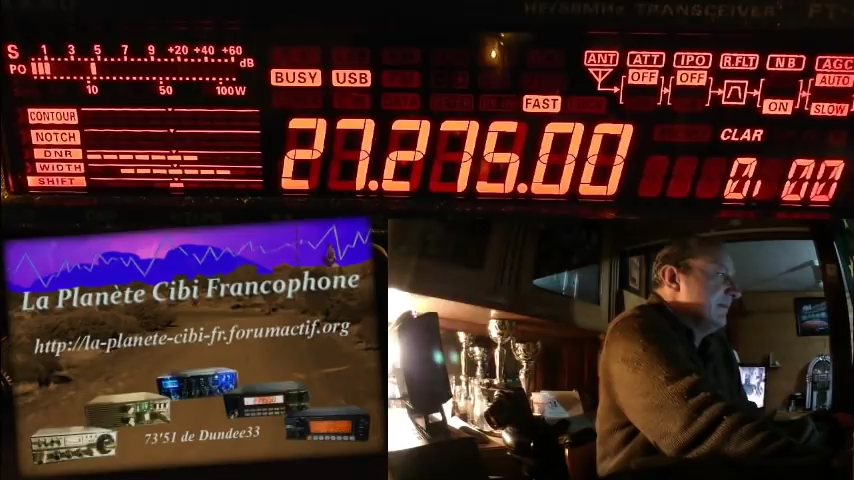 HF/50MHz TRANSCEIVER FT-
S 1 3 5 7 9 +20 +40 +60 dB
PO 10 50 100 W
BUSY USB
FAST
ANT ATT IPO R.FLT NB AGC
OFF OFF ON AUTO
SLOW
CONTOUR
NOTCH
DNR
WIDTH
SHIFT
27.275.00
CLAR
0.00
La Planète Cibi Francophone
http://la-planete-cibi-fr.forumactif.org
73'51 de Dundee33